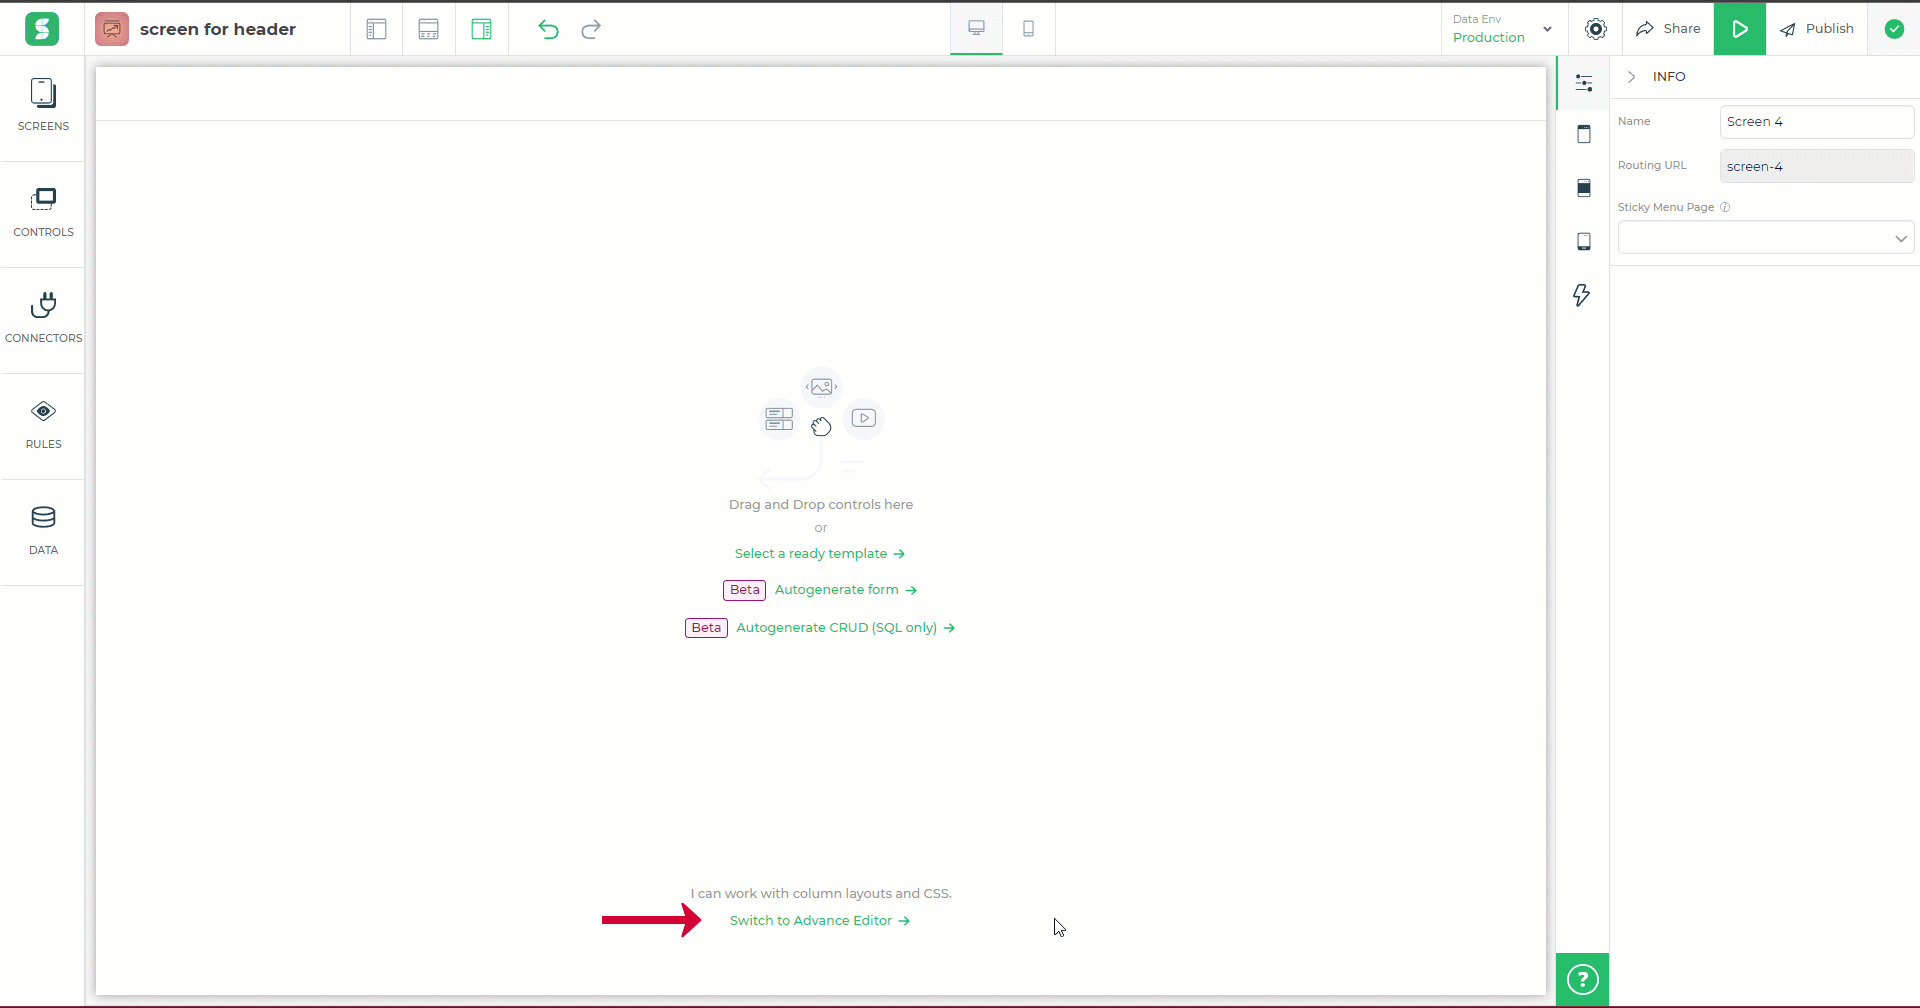 screen for header
Data Env
Production
Share
Publish
SCREENS
CONTROLS
CONNECTORS
RULES
DATA
Drag and Drop controls here
or
Select a ready template
Beta Autogenerate form
Beta Autogenerate CRUD (SQL only)
I can work with column layouts and CSS.
Switch to Advance Editor
INFO
Name Screen 4
Routing URL screen-4
Sticky Menu Page
?